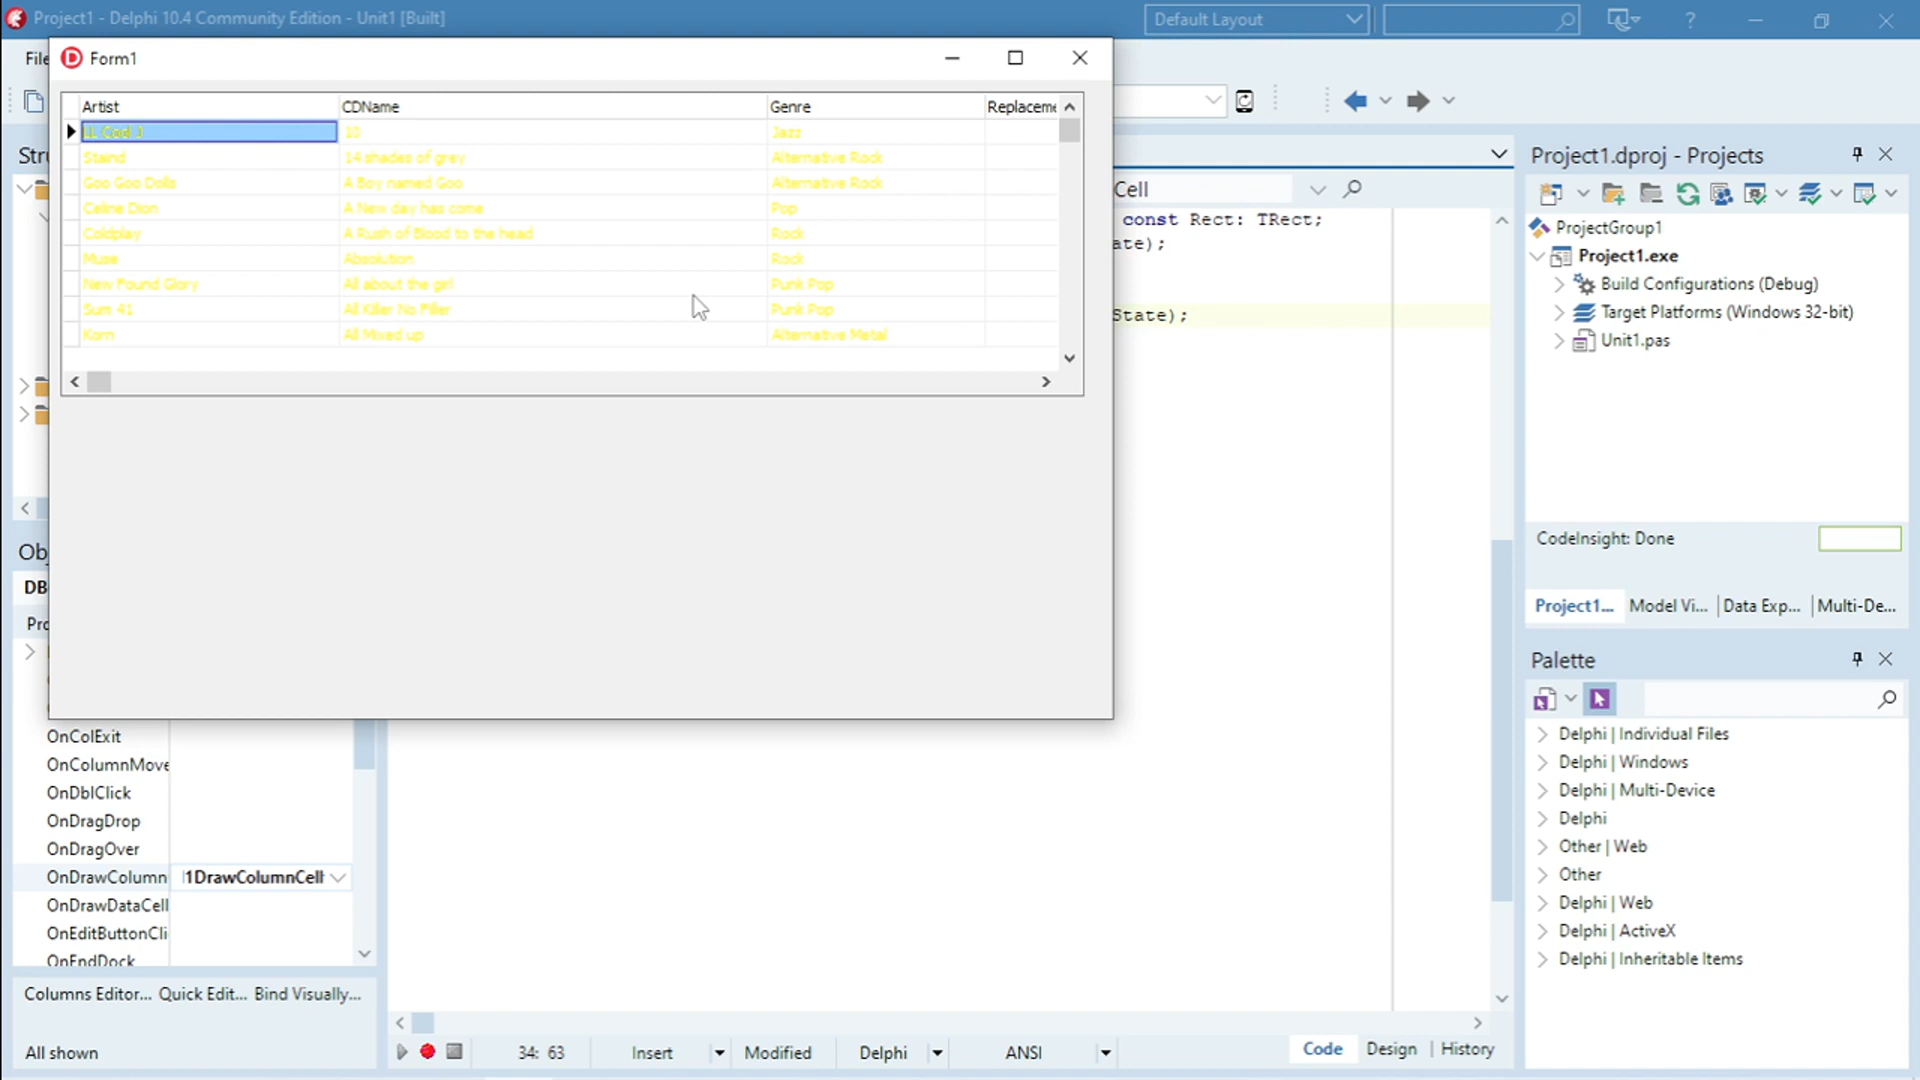 Project1 - Delphi 10.4 Community Edition - Unit1 [Built]
Default Layout
?
File
Form1
Artist CDName Genre Replaceme
LL Cool J 10 Jazz
Staind 14 shades of grey Alternative Rock
Goo Goo Dolls A Boy named Goo Alternative Rock
Celine Dion A New day has come Pop
Coldplay A Rush of Blood to the head Rock
Muse Absolution Rock
New Found Glory All about the girl Punk Pop
Sum 41 All Killer No Filler Punk Pop
Korn All Mixed up Alternative Metal
Stru
Cell
const Rect: TRect;
ate);
State);
Project1.dproj - Projects
ProjectGroup1
Project1.exe
Build Configurations (Debug)
Target Platforms (Windows 32-bit)
Unit1.pas
CodeInsight: Done
Project1... Model Vi... Data Exp... Multi-De...
Ob
DB
Pro
OnColExit
OnColumnMove
OnDblClick
OnDragDrop
OnDragOver
OnDrawColumn 1DrawColumnCell
OnDrawDataCell
OnEditButtonCli
OnEndDock
Columns Editor... Quick Edit... Bind Visually...
All shown
34: 63 Insert Modified Delphi ANSI
Code Design History
Palette
Delphi | Individual Files
Delphi | Windows
Delphi | Multi-Device
Delphi
Other | Web
Other
Delphi | Web
Delphi | ActiveX
Delphi | Inheritable Items